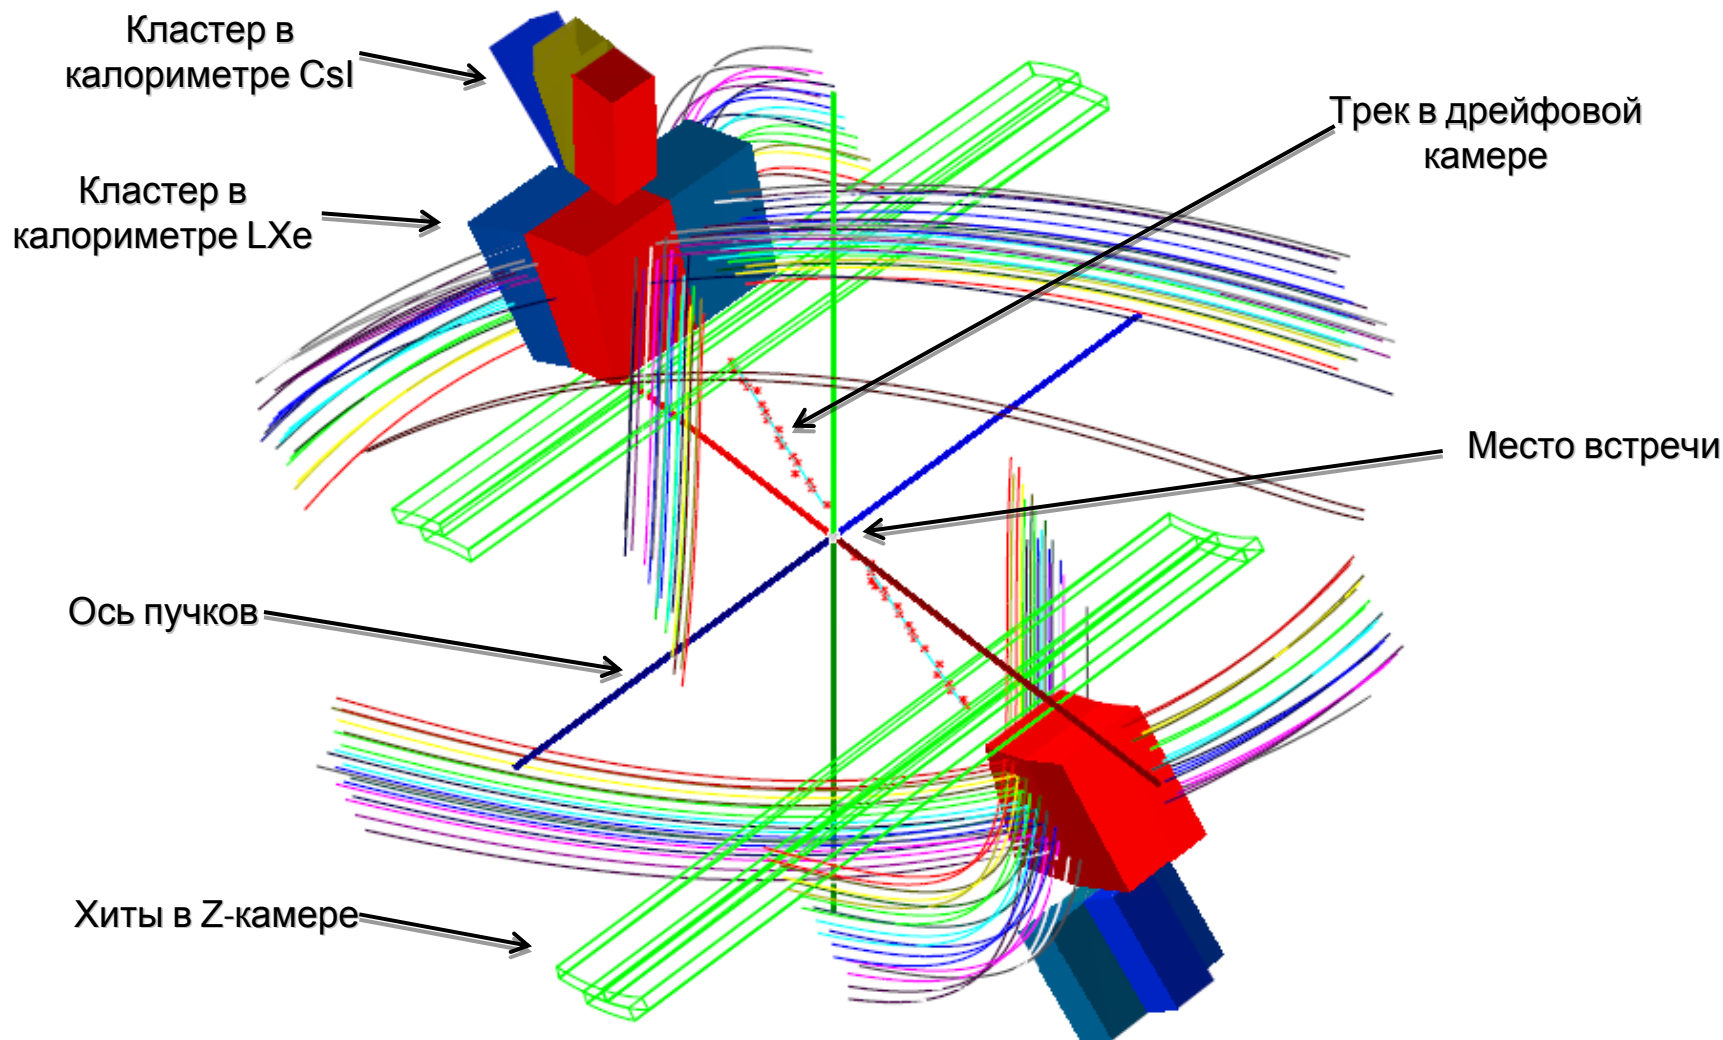 Кластер в
калориметре CsI
Трек в дрейфовой
камере
Кластер в
калориметре LXe
Место встречи
Ось пучков
Хиты в Z-камере